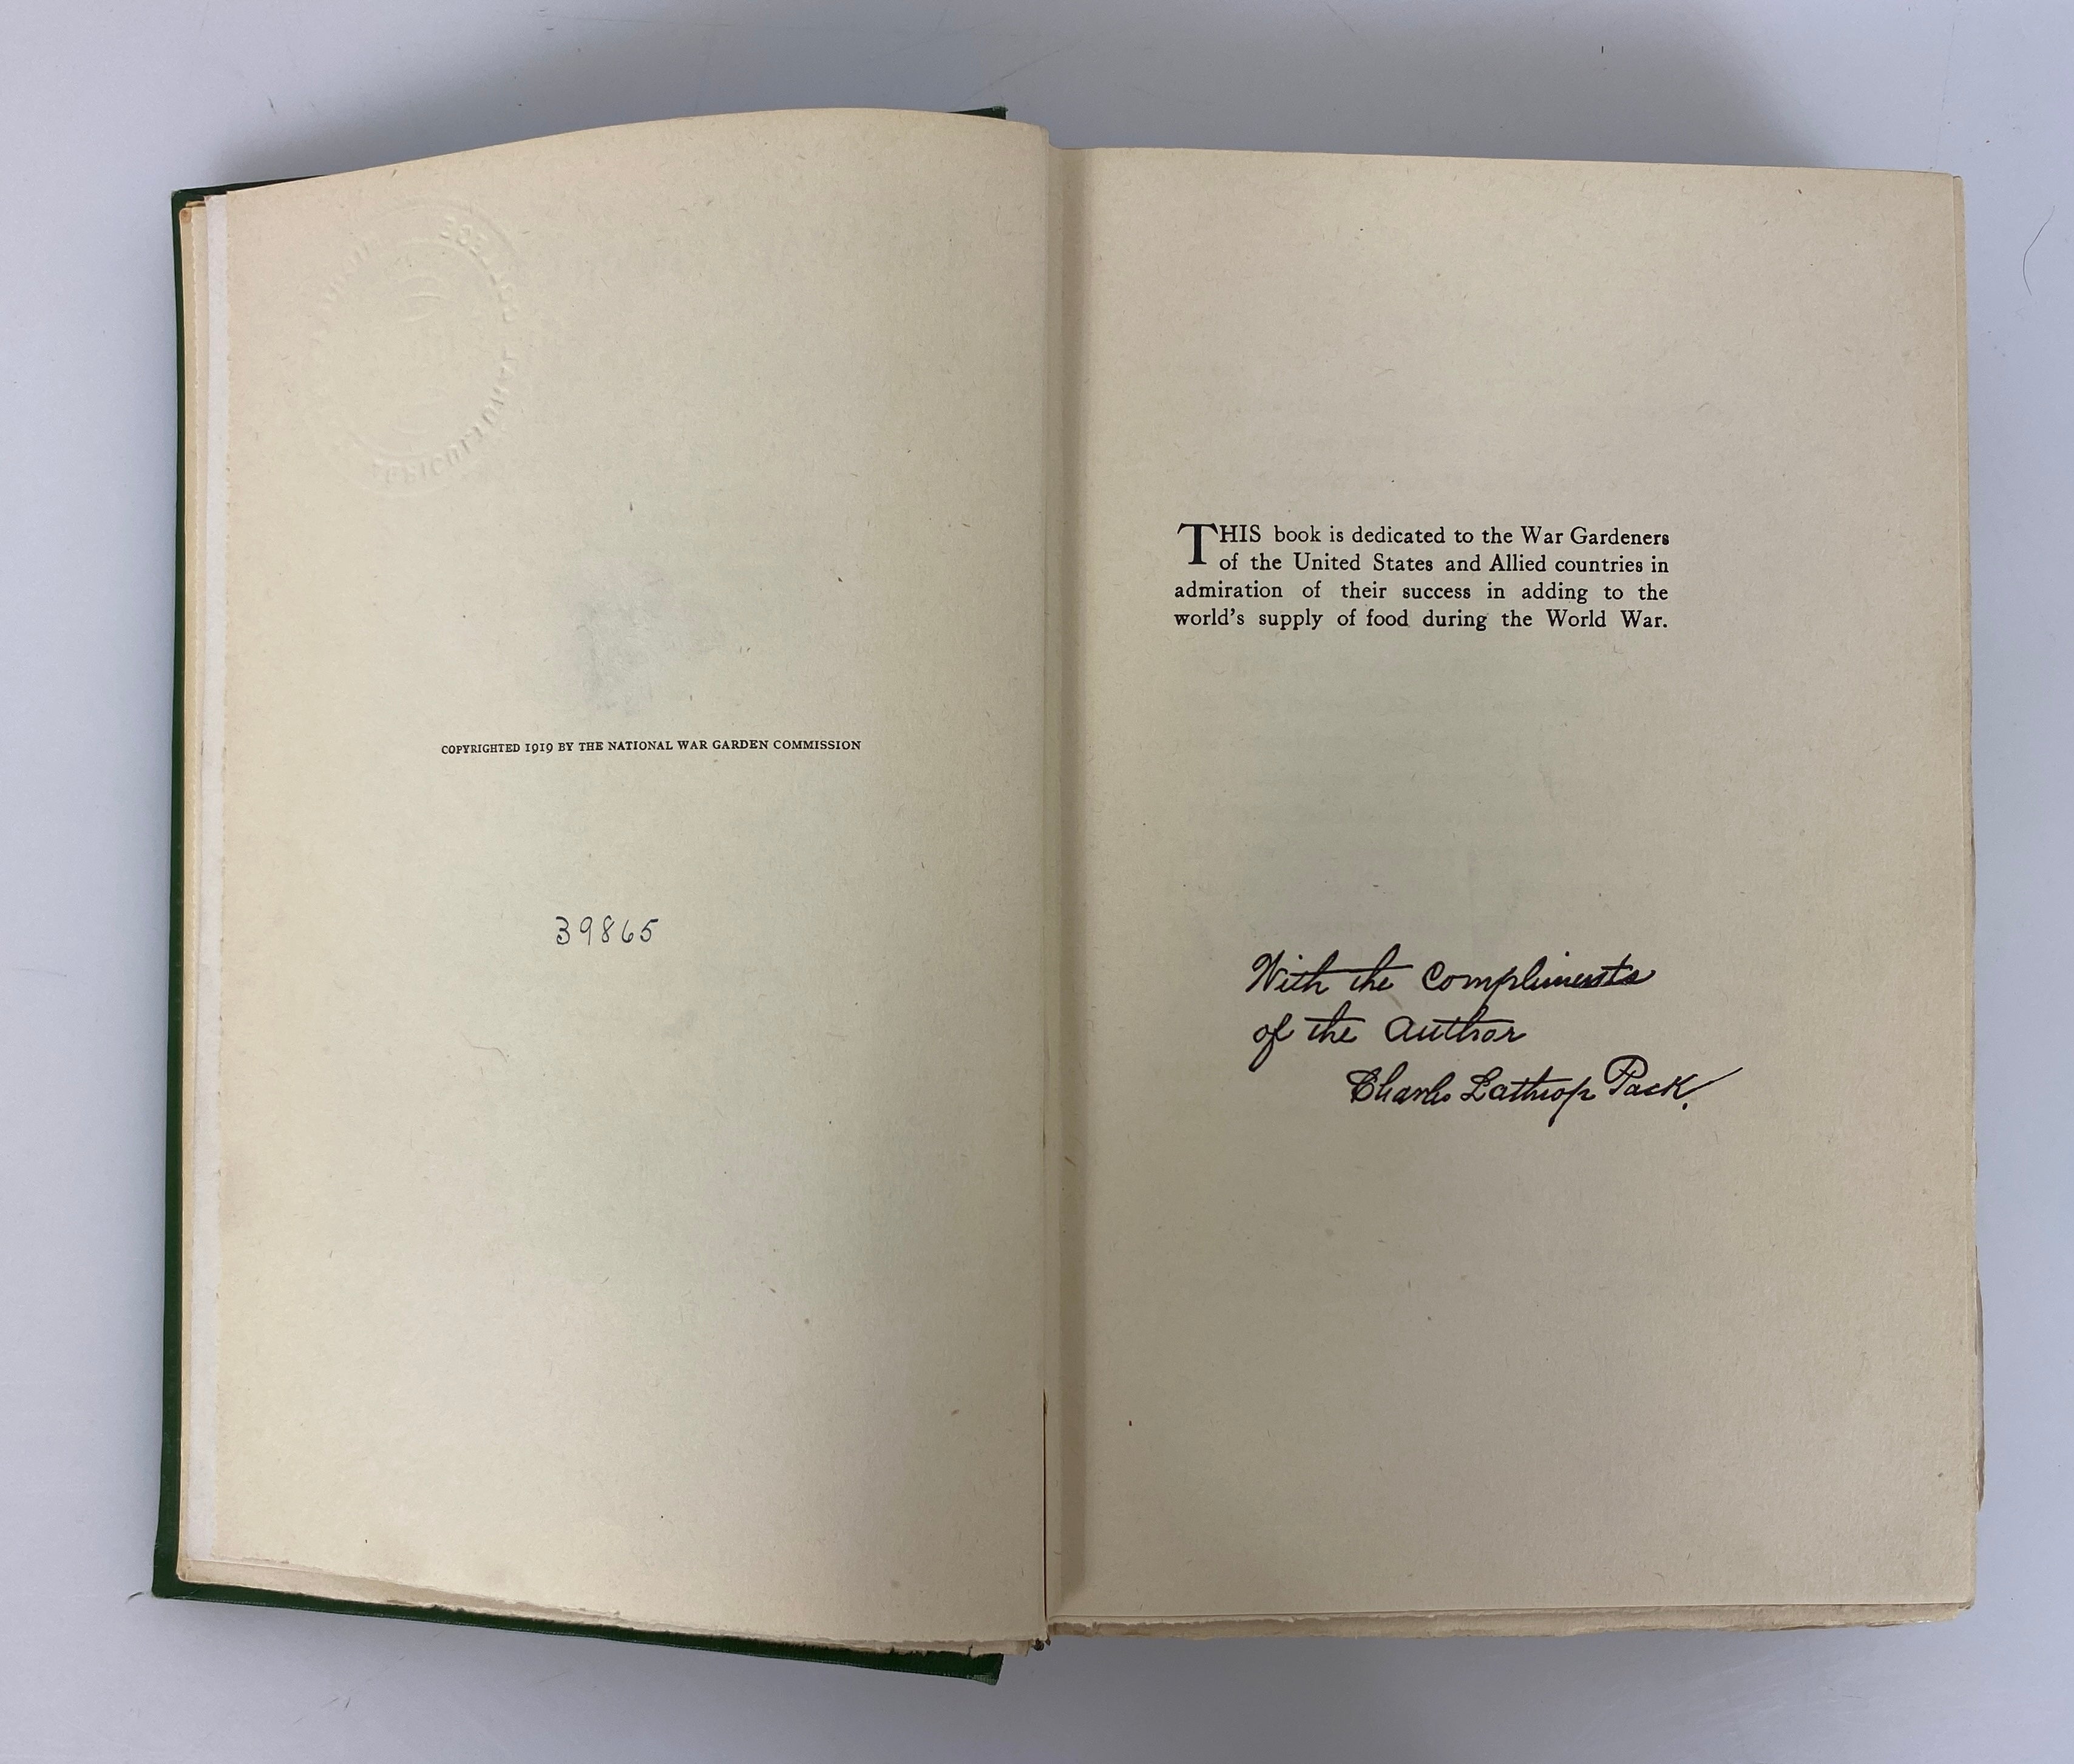 COPYRIGHTED 1919 BY THE NATIONAL WAR GARDEN COMMISSION
39865
THIS book is dedicated to the War Gardeners
of the United States and Allied countries in
admiration of their success in adding to the
world's supply of food during the World War.
With the Compliments
of the Author
Charles Lathrop Pack.